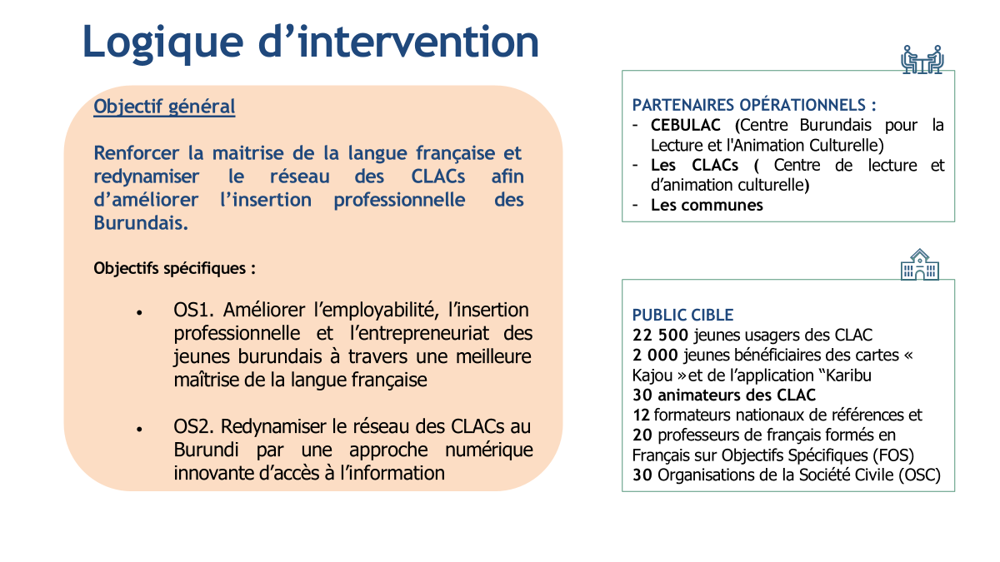 Logique d’intervention
Objectif général
Renforcer la maitrise de la langue française et
redynamiser le réseau des CLACs afin
d’améliorer l’insertion professionnelle des
Burundais.
Objectifs spécifiques :
• OS1. Améliorer l’employabilité, l’insertion
professionnelle et l’entrepreneuriat des
jeunes burundais à travers une meilleure
maîtrise de la langue française
• OS2. Redynamiser le réseau des CLACs au
Burundi par une approche numérique
innovante d’accès à l’information
PARTENAIRES OPÉRATIONNELS :
- CEBULAC (Centre Burundais pour la
Lecture et l'Animation Culturelle)
- Les CLACs ( Centre de lecture et
d’animation culturelle)
- Les communes
PUBLIC CIBLE
22 500 jeunes usagers des CLAC
2 000 jeunes bénéficiaires des cartes «
Kajou » et de l’application “Karibu
30 animateurs des CLAC
12 formateurs nationaux de références et
20 professeurs de français formés en
Français sur Objectifs Spécifiques (FOS)
30 Organisations de la Société Civile (OSC)